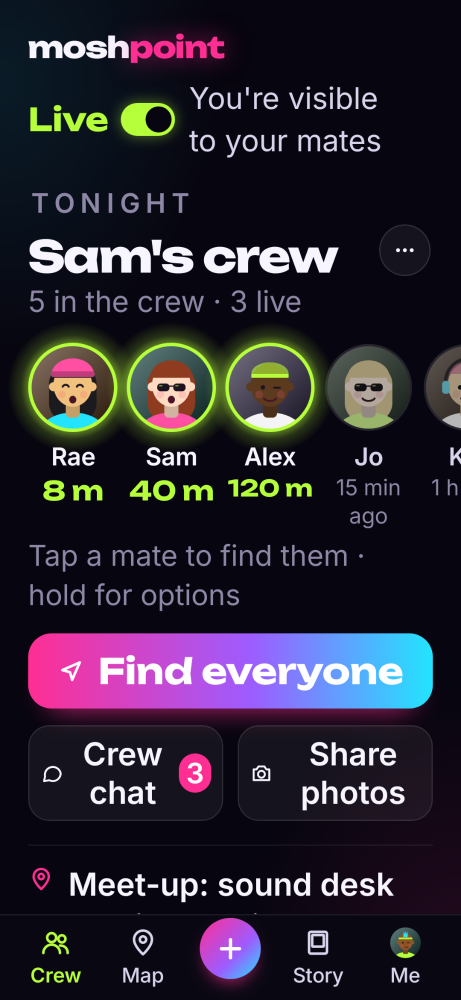 moshpoint
Live
You're visible
to your mates
TONIGHT
Sam's crew
5 in the crew · 3 live
Rae
8 m
Sam
40 m
Alex
120 m
Jo
15 min
ago
K
1 h
Tap a mate to find them ·
hold for options
Find everyone
Crew
chat
3
Share
photos
Meet-up: sound desk
Crew
Map
Story
Me